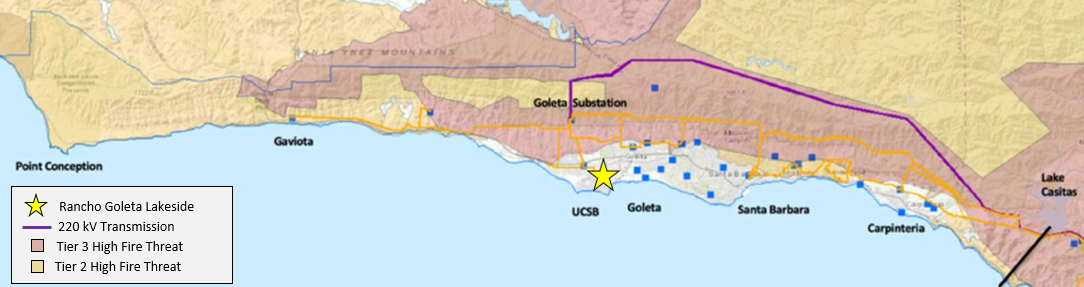 SANTA YNEZ MOUNTAINS
Goleta Substation
Gaviota
Point Conception
Lake
Casitas
UCSB
Goleta
Santa Barbara
Carpinteria
Rancho Goleta Lakeside
220 kV Transmission
Tier 3 High Fire Threat
Tier 2 High Fire Threat